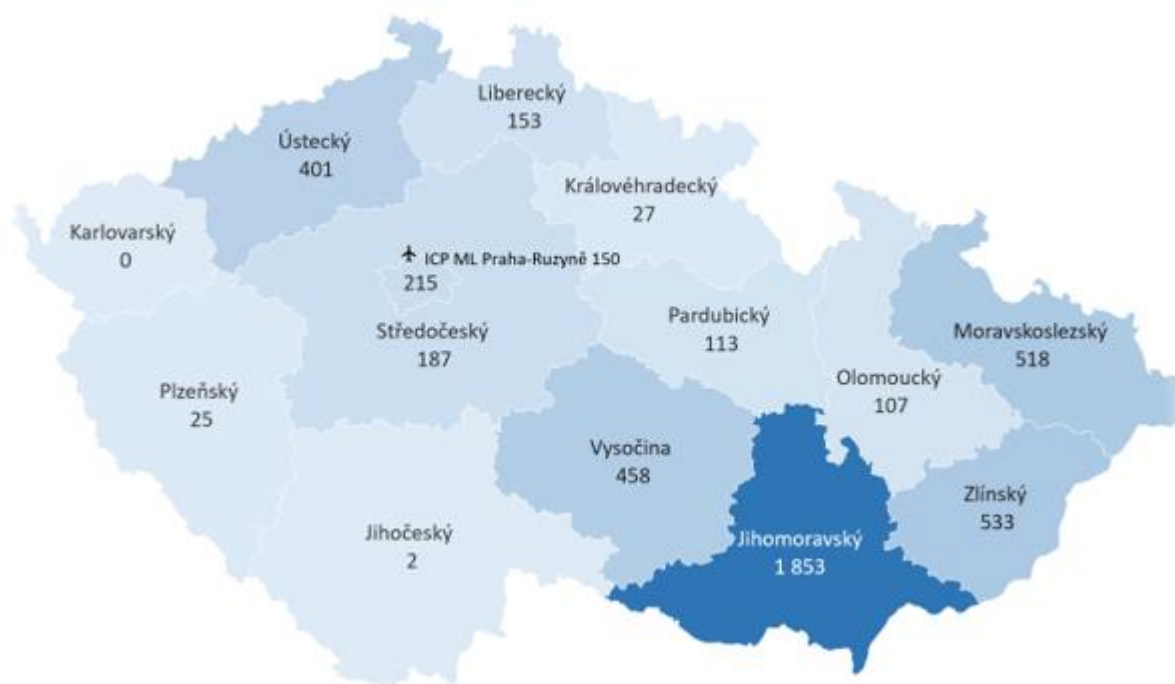 Liberecký
153
Ústecký
401
Královéhradecký
27
Karlovarský
0
ICP ML Praha-Ruzyně 150
215
Středočeský
187
Pardubický
113
Moravskoslezský
518
Olomoucký
107
Plzeňský
25
Vysočina
458
Zlínský
533
Jihočeský
2
Jihomoravský
1 853